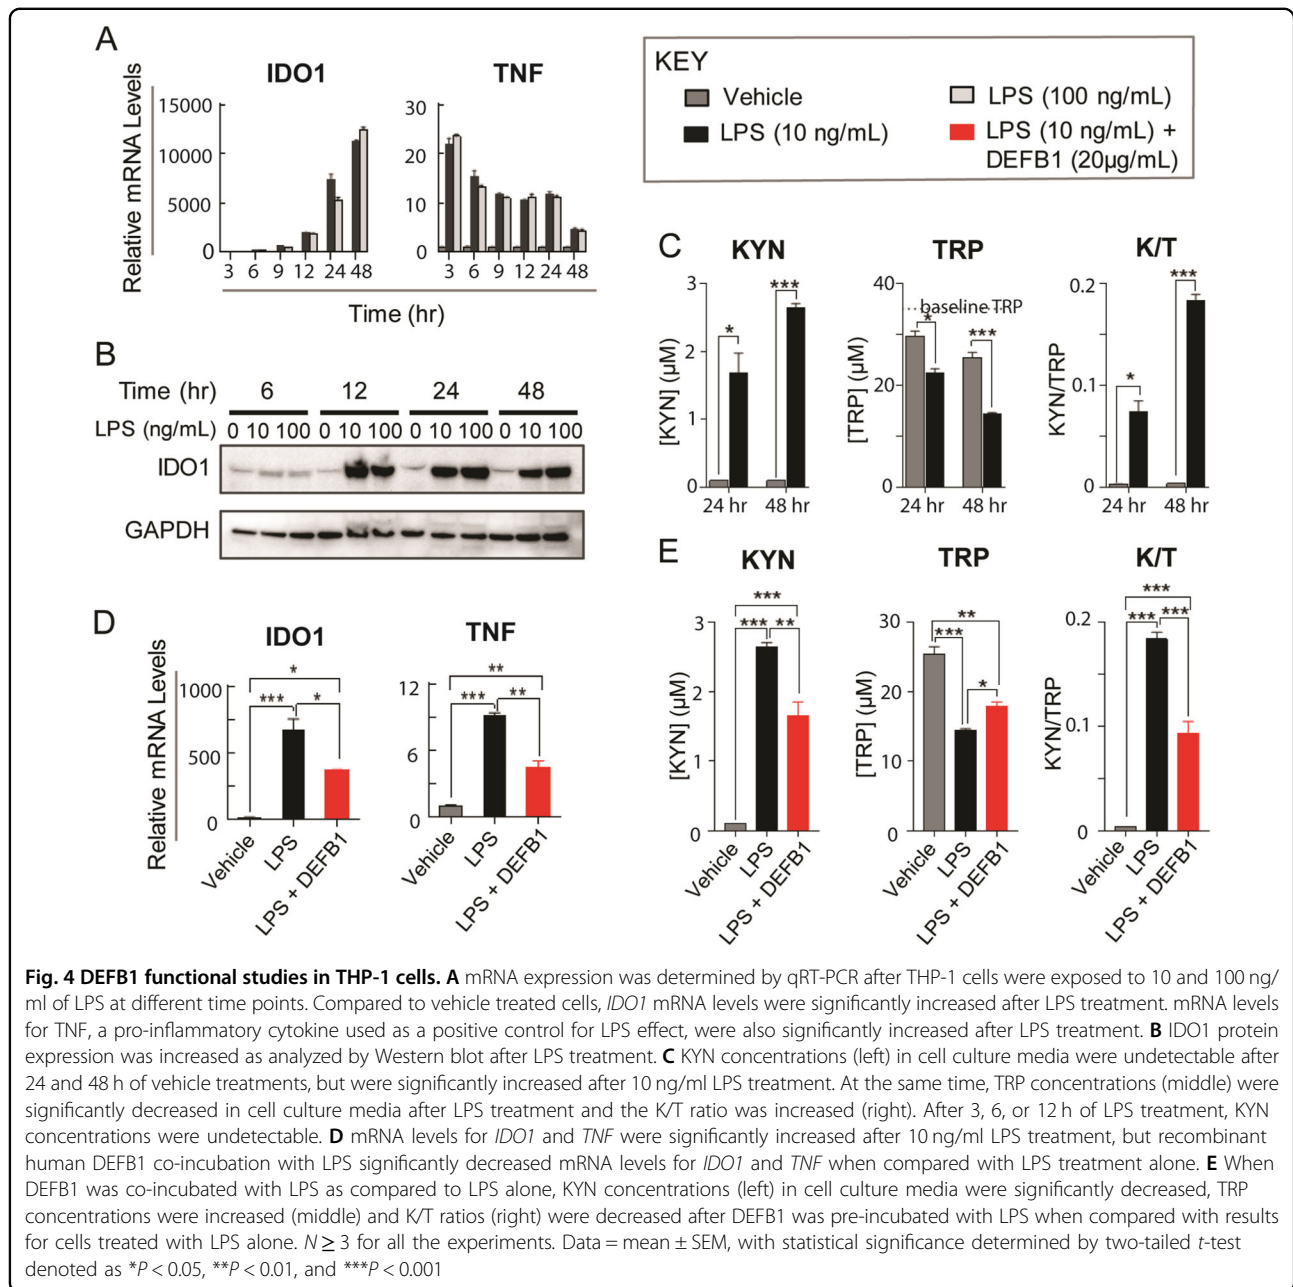 A
IDO1
TNF
Relative mRNA Levels
15000
10000
5000
0
3 6 9 12 24 48
30
20
10
0
3 6 9 12 24 48
Time (hr)
KEY
Vehicle
LPS (100 ng/mL)
LPS (10 ng/mL)
LPS (10 ng/mL) +
DEFB1 (20µg/mL)
B
Time (hr) 6 12 24 48
LPS (ng/mL) 0 10 100 0 10 100 0 10 100 0 10 100
IDO1
GAPDH
C
KYN
TRP
K/T
[KYN] (µM)
3
2
1
0
*
***
24 hr 48 hr
[TRP] (µM)
40
20
0
baseline TRP
*
***
24 hr 48 hr
KYN/TRP
0.2
0.1
0
*
***
24 hr 48 hr
D
IDO1
TNF
Relative mRNA Levels
1000
500
0
*
*** *
Vehicle
LPS
LPS + DEFB1
12
6
0
**
*** **
Vehicle
LPS
LPS + DEFB1
E
KYN
TRP
K/T
[KYN] (µM)
3
2
1
0
***
*** **
Vehicle
LPS
LPS + DEFB1
[TRP] (µM)
30
20
10
0
**
***
*
Vehicle
LPS
LPS + DEFB1
KYN/TRP
0.2
0.1
0
***
*** ***
Vehicle
LPS
LPS + DEFB1
Fig. 4 DEFB1 functional studies in THP-1 cells. A mRNA expression was determined by qRT-PCR after THP-1 cells were exposed to 10 and 100 ng/
ml of LPS at different time points. Compared to vehicle treated cells, IDO1 mRNA levels were significantly increased after LPS treatment. mRNA levels
for TNF, a pro-inflammatory cytokine used as a positive control for LPS effect, were also significantly increased after LPS treatment. B IDO1 protein
expression was increased as analyzed by Western blot after LPS treatment. C KYN concentrations (left) in cell culture media were undetectable after
24 and 48 h of vehicle treatments, but were significantly increased after 10 ng/ml LPS treatment. At the same time, TRP concentrations (middle) were
significantly decreased in cell culture media after LPS treatment and the K/T ratio was increased (right). After 3, 6, or 12 h of LPS treatment, KYN
concentrations were undetectable. D mRNA levels for IDO1 and TNF were significantly increased after 10 ng/ml LPS treatment, but recombinant
human DEFB1 co-incubation with LPS significantly decreased mRNA levels for IDO1 and TNF when compared with LPS treatment alone. E When
DEFB1 was co-incubated with LPS as compared to LPS alone, KYN concentrations (left) in cell culture media were significantly decreased, TRP
concentrations were increased (middle) and K/T ratios (right) were decreased after DEFB1 was pre-incubated with LPS when compared with results
for cells treated with LPS alone. N ≥ 3 for all the experiments. Data = mean ± SEM, with statistical significance determined by two-tailed t-test
denoted as *P < 0.05, **P < 0.01, and ***P < 0.001